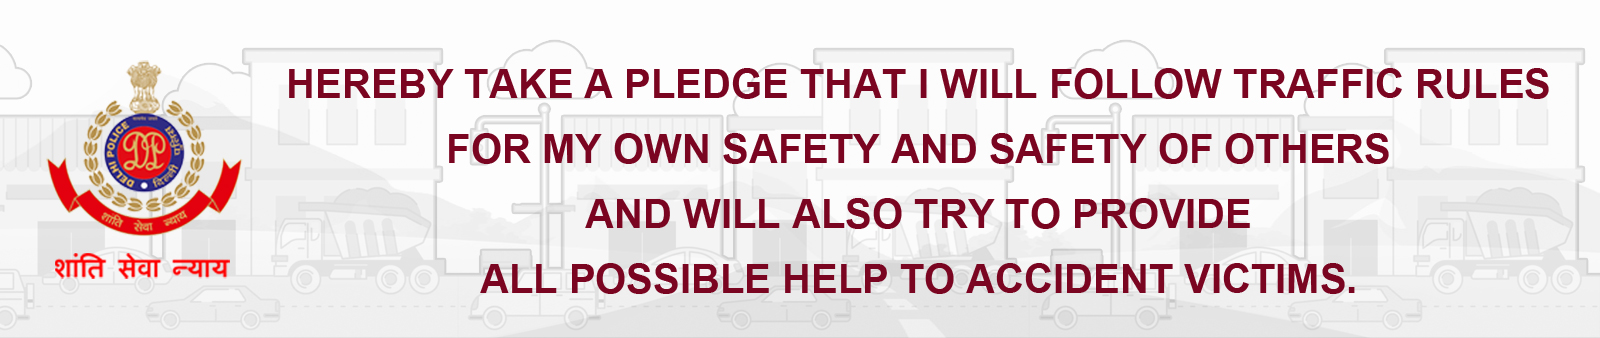 HEREBY TAKE A PLEDGE THAT I WILL FOLLOW TRAFFIC RULES
FOR MY OWN SAFETY AND SAFETY OF OTHERS
AND WILL ALSO TRY TO PROVIDE
ALL POSSIBLE HELP TO ACCIDENT VICTIMS.
DELHI POLICE
दिल्ली पुलिस
DP
शांति सेवा न्याय
शांति सेवा न्याय